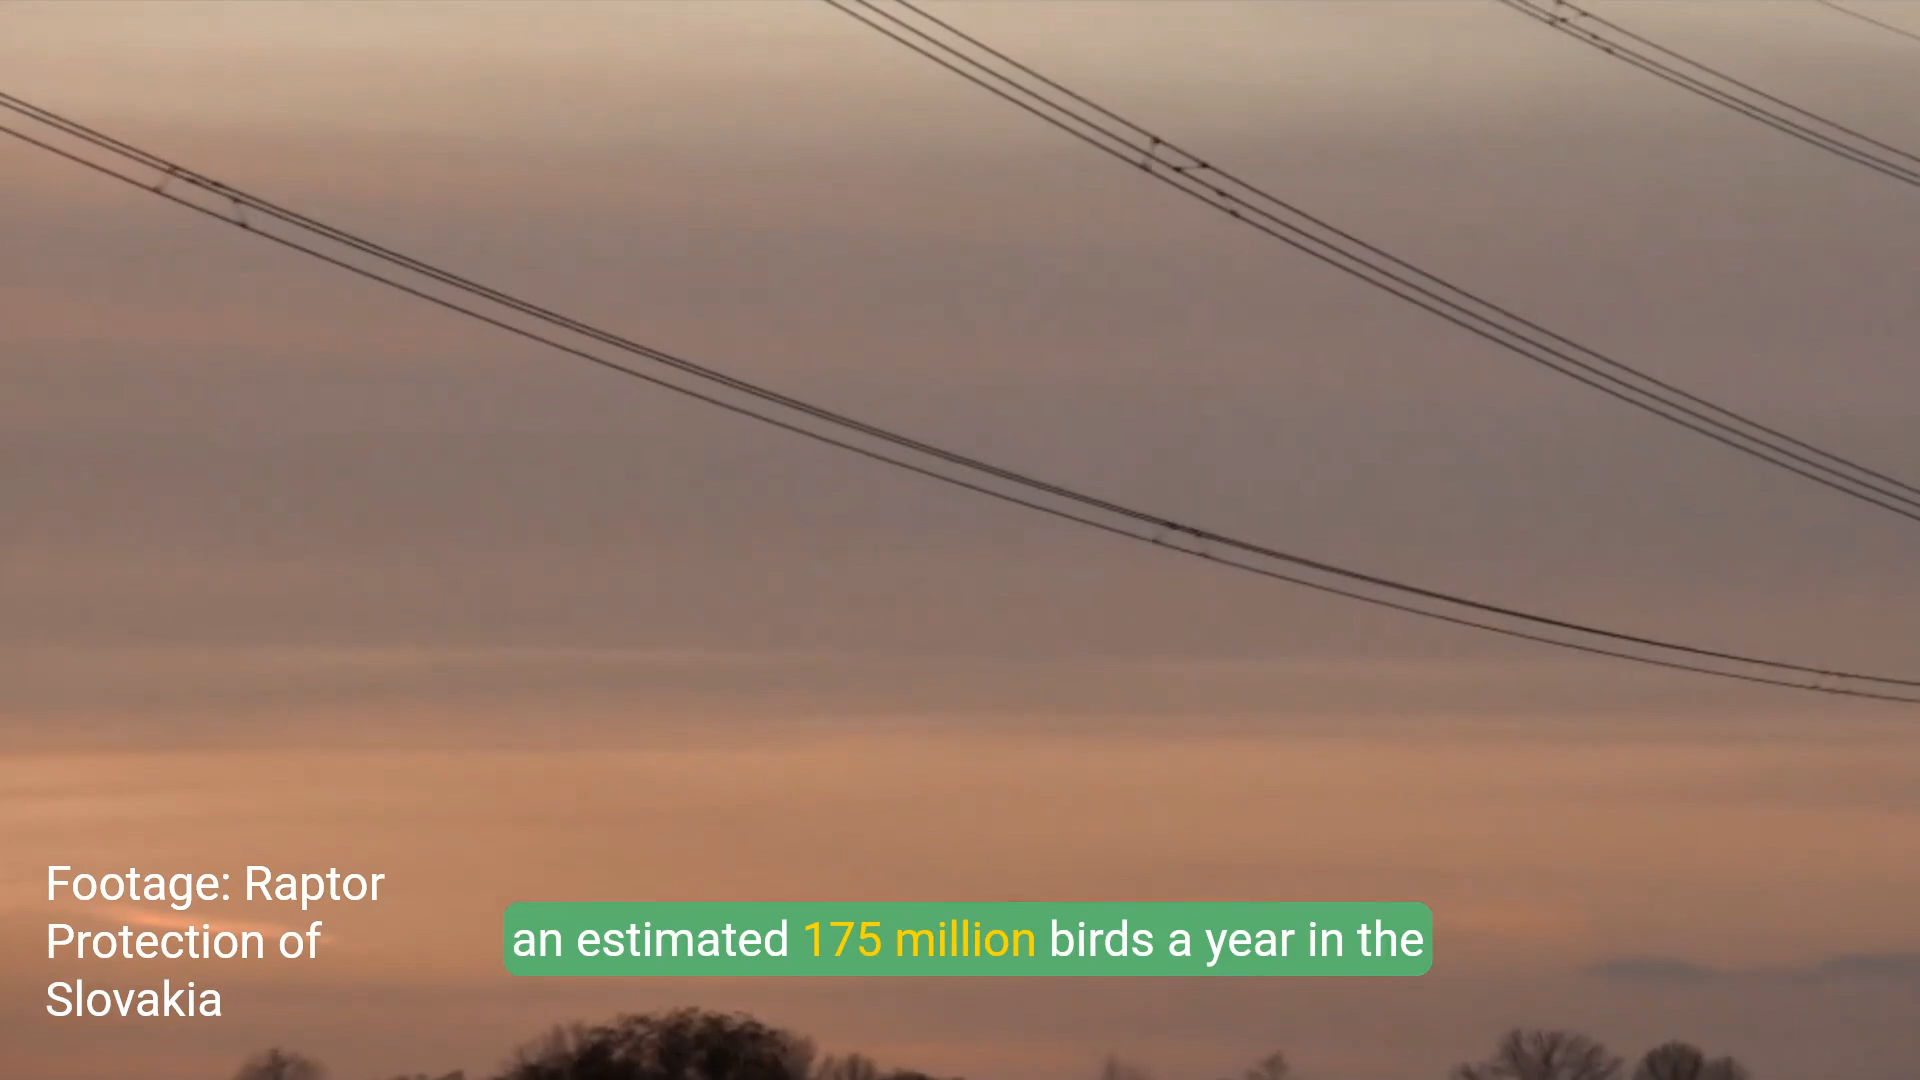 Footage: Raptor
Protection of
Slovakia
an estimated 175 million birds a year in the